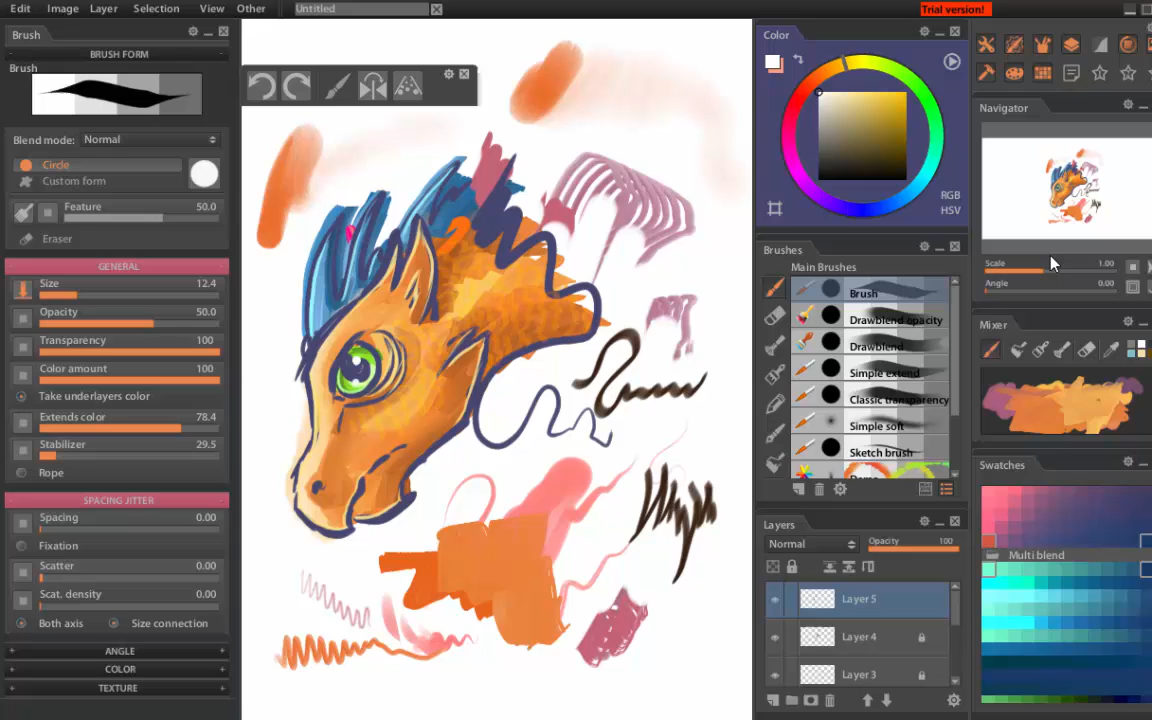 Edit Image Layer Selection View Other Untitled Trial version!
Brush
BRUSH FORM
Brush
Blend mode: Normal
Circle
Custom form
Feature 50.0
Eraser
GENERAL
Size 12.4
Opacity 50.0
Transparency 100
Color amount 100
Take underlayers color
Extends color 78.4
Stabilizer 29.5
Rope
SPACING JITTER
Spacing 0.00
Fixation
Scatter 0.00
Scat. density 0.00
Both axis Size connection
ANGLE
COLOR
TEXTURE
Color
RGB
HSV
Brushes
Main Brushes
Brush
Drawblend opacity
Drawblend
Simple extend
Classic transparency
Simple soft
Sketch brush
Layers
Normal Opacity 100
Layer 5
Layer 4
Layer 3
Navigator
Scale 1.00
Angle 0.00
Mixer
Swatches
Multi blend